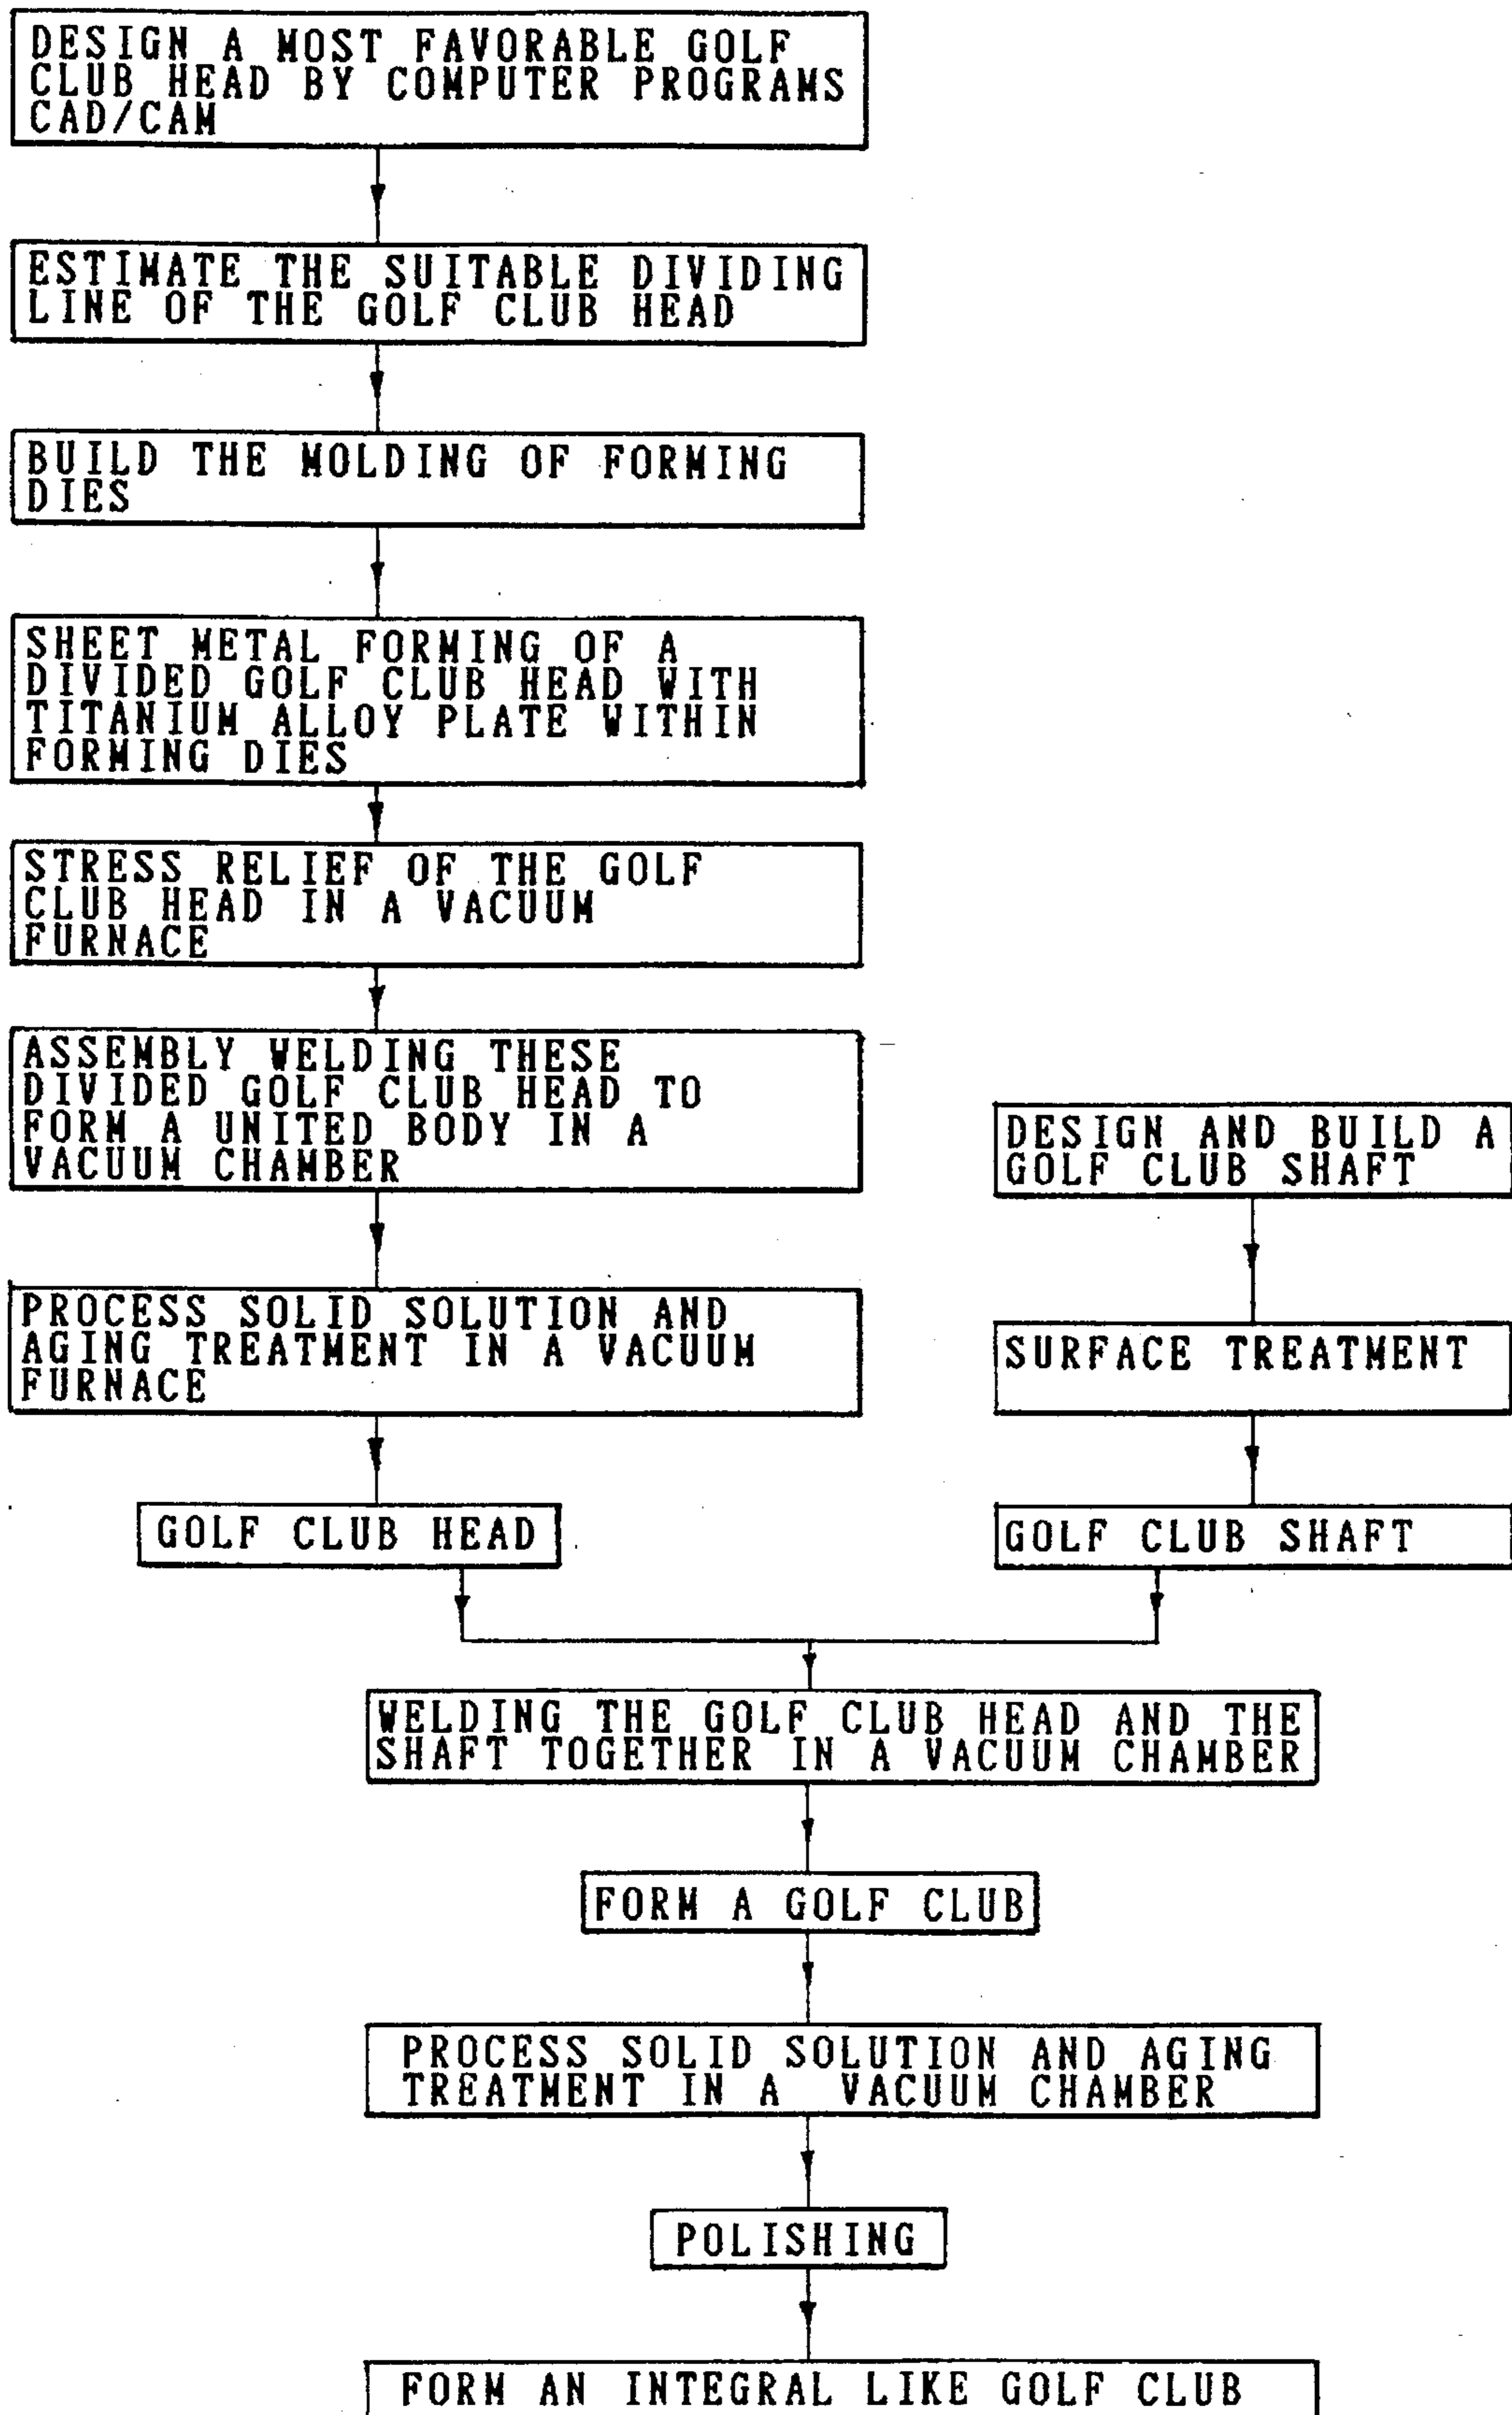 DESIGN A MOST FAVORABLE GOLF
CLUB HEAD BY COMPUTER PROGRAMS
CAD/CAM
ESTIMATE THE SUITABLE DIVIDING
LINE OF THE GOLF CLUB HEAD
BUILD THE MOLDING OF FORMING
DIES
SHEET METAL FORMING OF A
DIVIDED GOLF CLUB HEAD WITH
TITANIUM ALLOY PLATE WITHIN
FORMING DIES
STRESS RELIEF OF THE GOLF
CLUB HEAD IN A VACUUM
FURNACE
ASSEMBLY WELDING THESE
DIVIDED GOLF CLUB HEAD TO
FORM A UNITED BODY IN A
VACUUM CHAMBER
PROCESS SOLID SOLUTION AND
AGING TREATMENT IN A VACUUM
FURNACE
GOLF CLUB HEAD
DESIGN AND BUILD A
GOLF CLUB SHAFT
SURFACE TREATMENT
GOLF CLUB SHAFT
WELDING THE GOLF CLUB HEAD AND THE
SHAFT TOGETHER IN A VACUUM CHAMBER
FORM A GOLF CLUB
PROCESS SOLID SOLUTION AND AGING
TREATMENT IN A VACUUM CHAMBER
POLISHING
FORM AN INTEGRAL LIKE GOLF CLUB